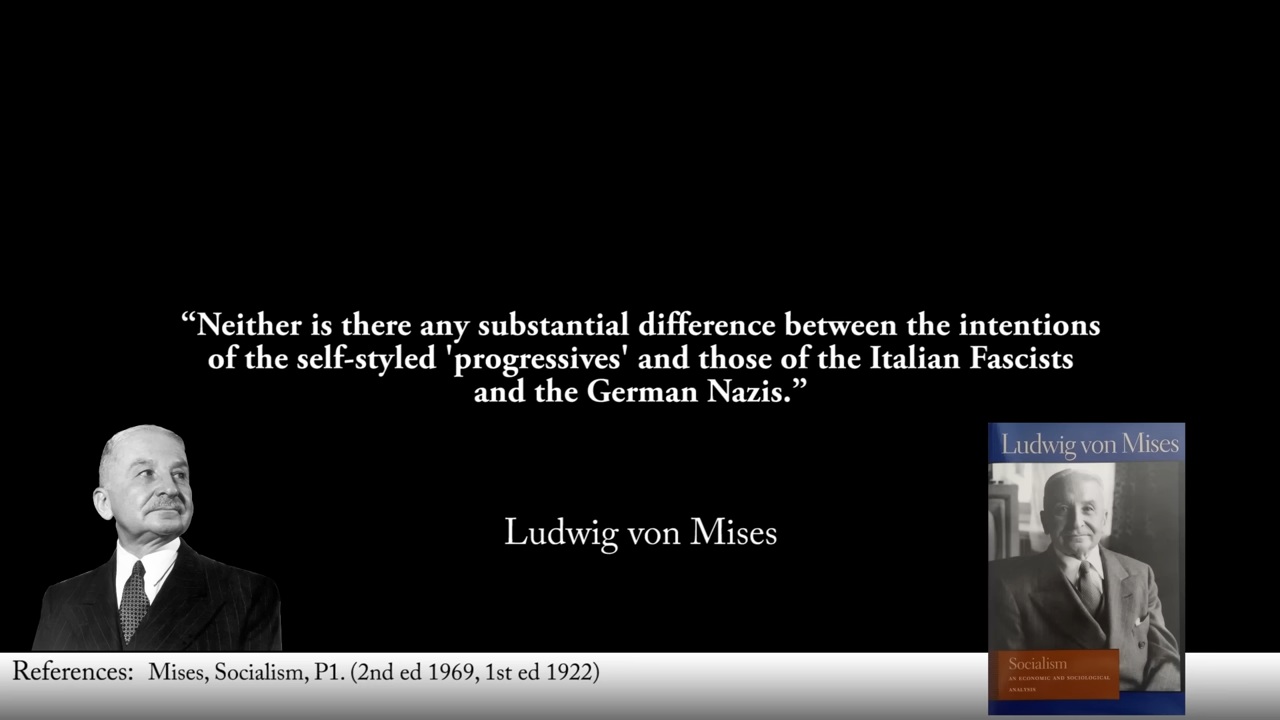 “Neither is there any substantial difference between the intentions
of the self-styled 'progressives' and those of the Italian Fascists
and the German Nazis.”
Ludwig von Mises
Ludwig von Mises
Socialism
AN ECONOMIC AND SOCIOLOGICAL
ANALYSIS
References: Mises, Socialism, P1. (2nd ed 1969, 1st ed 1922)